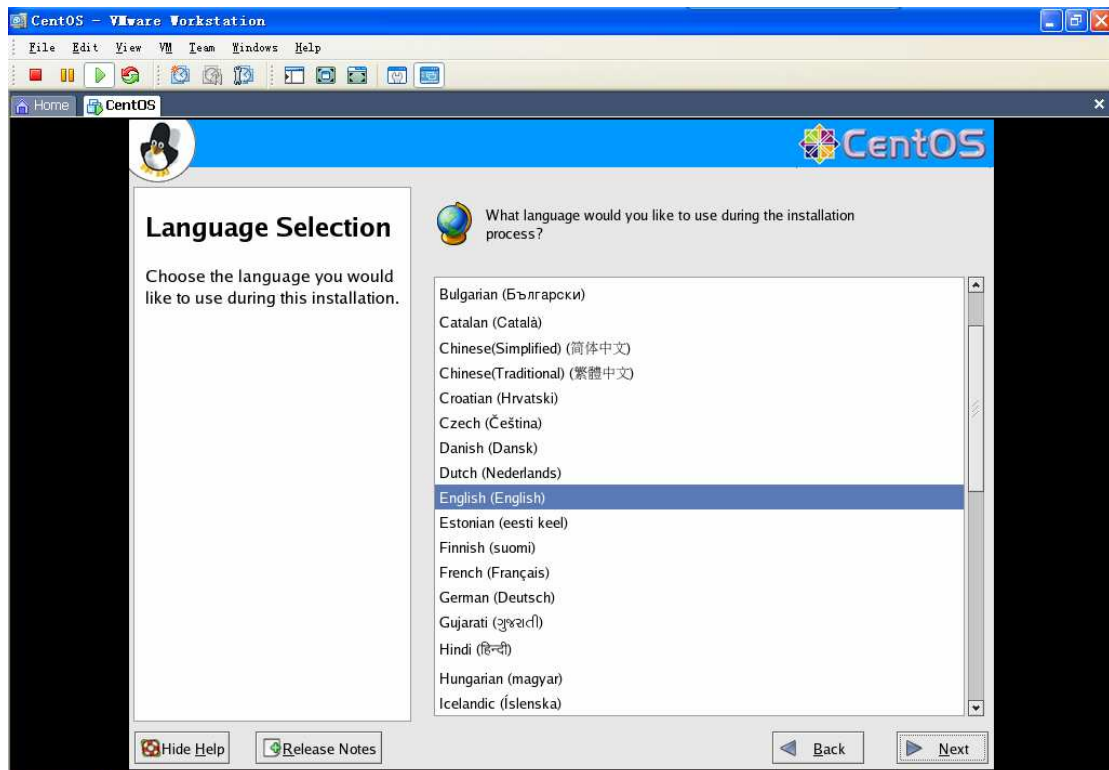 CentOS - VMware Workstation
File Edit View VM Team Windows Help
Home CentOS
CentOS
Language Selection
Choose the language you would
like to use during this installation.
What language would you like to use during the installation
process?
Bulgarian (Български)
Catalan (Català)
Chinese(Simplified) (简体中文)
Chinese(Traditional) (繁體中文)
Croatian (Hrvatski)
Czech (Čeština)
Danish (Dansk)
Dutch (Nederlands)
English (English)
Estonian (eesti keel)
Finnish (suomi)
French (Français)
German (Deutsch)
Gujarati (ગુજરાતી)
Hindi (हिन्दी)
Hungarian (magyar)
Icelandic (Íslenska)
Hide Help Release Notes Back Next